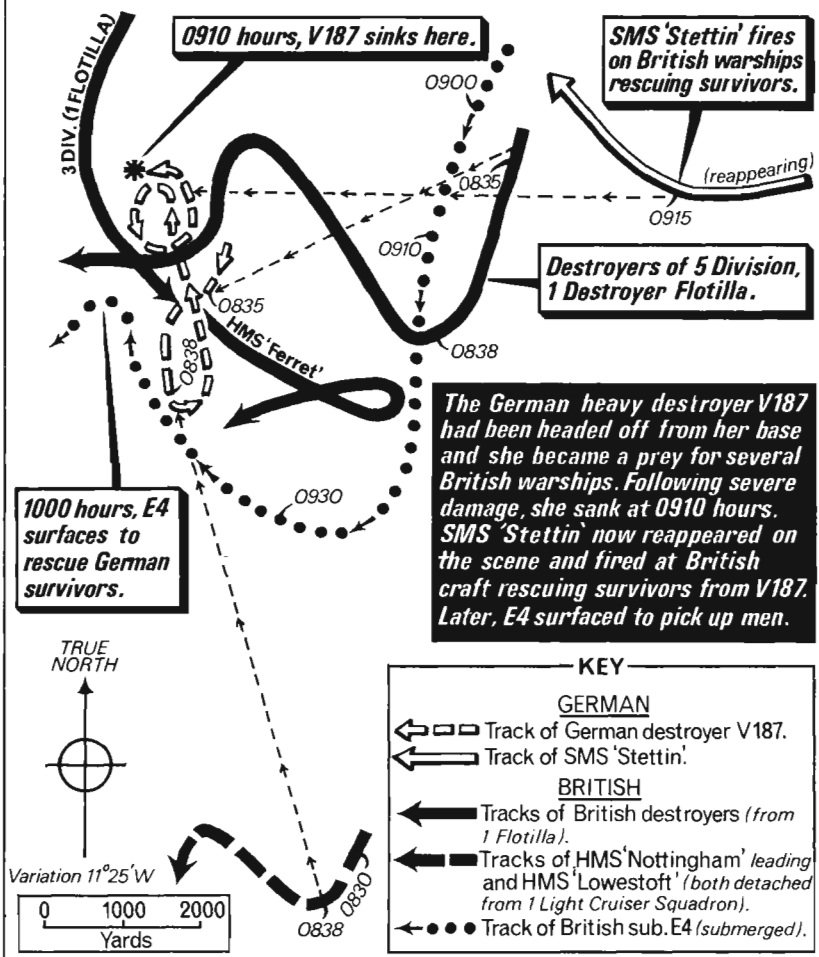 3 DIV. (1 FLOTILLA)
0910 hours, V187 sinks here.
0900
SMS 'Stettin' fires
on British warships
rescuing survivors.
(reappearing)
0835
0915
0910
Destroyers of 5 Division,
1 Destroyer Flotilla.
0835
HMS 'Ferret'
0838
0838
The German heavy destroyer V187
had been headed off from her base
and she became a prey for several
British warships. Following severe
damage, she sank at 0910 hours.
SMS 'Stettin' now reappeared on
the scene and fired at British
craft rescuing survivors from V187.
Later, E4 surfaced to pick up men.
0930
1000 hours, E4
surfaces to
rescue German
survivors.
TRUE
NORTH
Variation 11°25'W
0 1000 2000
Yards
0838
0830
KEY
GERMAN
Track of German destroyer V187.
Track of SMS 'Stettin'.
BRITISH
Tracks of British destroyers (from
1 Flotilla).
Tracks of HMS 'Nottingham' leading
and HMS 'Lowestoft' (both detached
from 1 Light Cruiser Squadron).
Track of British sub. E4 (submerged).